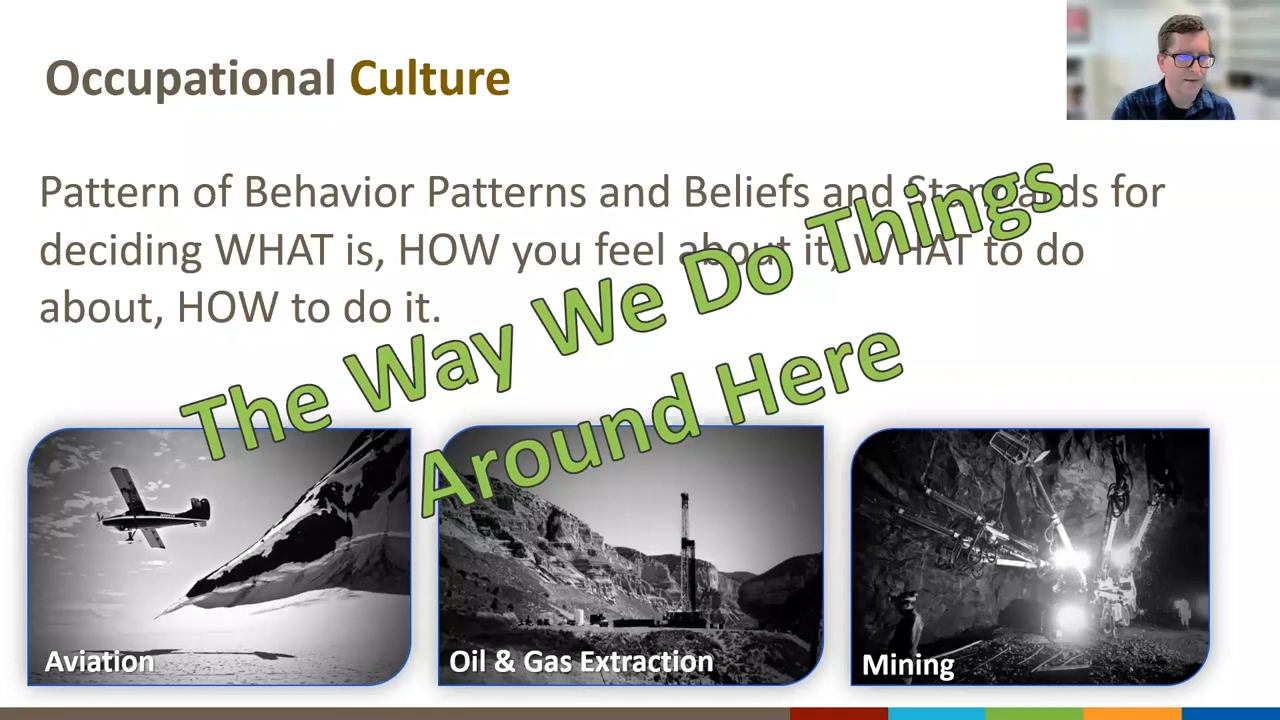 Occupational Culture
Pattern of Behavior Patterns and Beliefs and Standards for
deciding WHAT is, HOW you feel about it, WHAT to do
about, HOW to do it.
The Way We Do Things
Around Here
Aviation
Oil & Gas Extraction
Mining